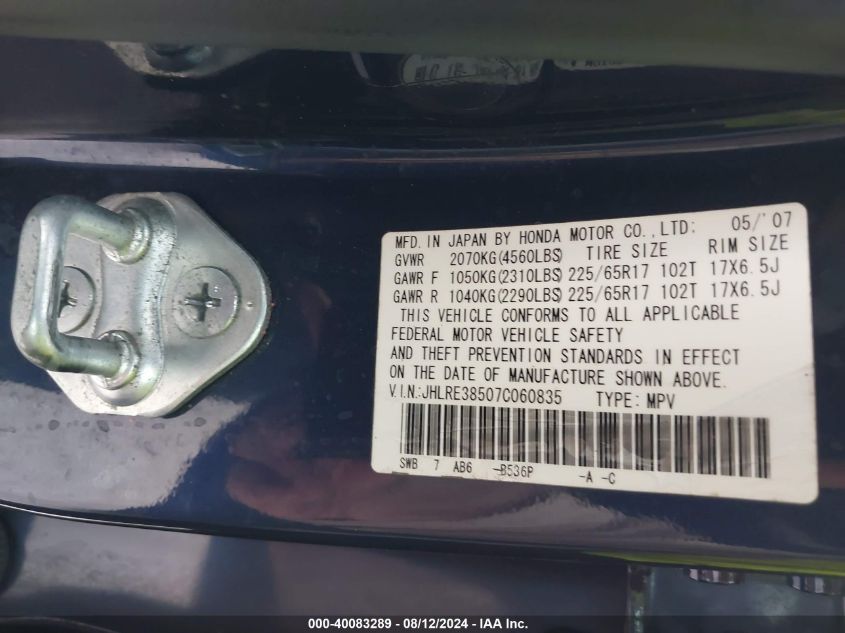 MFD. IN JAPAN BY HONDA MOTOR CO.,LTD: 05/'07
GVWR 2070KG(4560LBS) TIRE SIZE RIM SIZE
GAWR F 1050KG(2310LBS) 225/65R17 102T 17X6.5J
GAWR R 1040KG(2290LBS) 225/65R17 102T 17X6.5J
THIS VEHICLE CONFORMS TO ALL APPLICABLE
FEDERAL MOTOR VEHICLE SAFETY
AND THEFT PREVENTION STANDARDS IN EFFECT
ON THE DATE OF MANUFACTURE SHOWN ABOVE.
V.I.N:JHLRE38507C060835 TYPE: MPV
SWB 7 AB6 -B536P -A -C
000-40083289 - 08/12/2024 - IAA Inc.